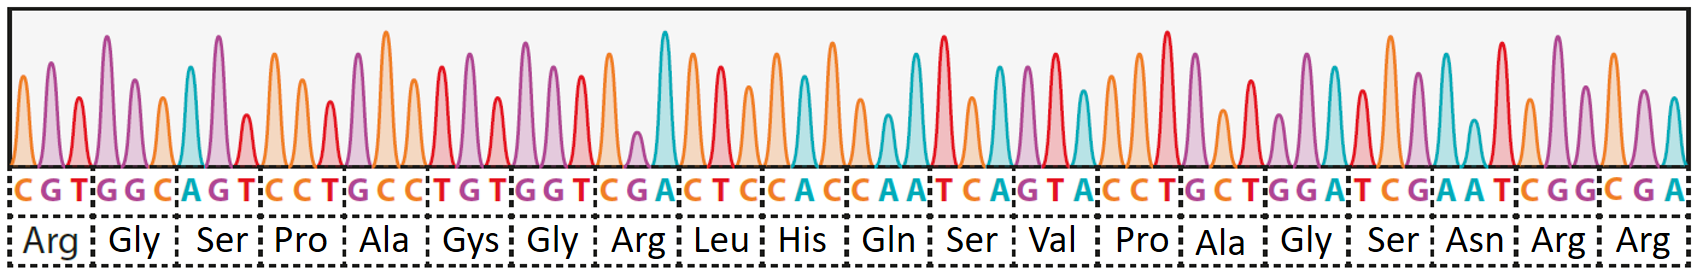 CGTGGCAGTCCTGCCTGTGGTCGACTCCACCAATCAGTACCTGCTGGATCGAATCGGCGA
Arg Gly Ser Pro Ala Gys Gly Arg Leu His Gln Ser Val Pro Ala Gly Ser Asn Arg Arg